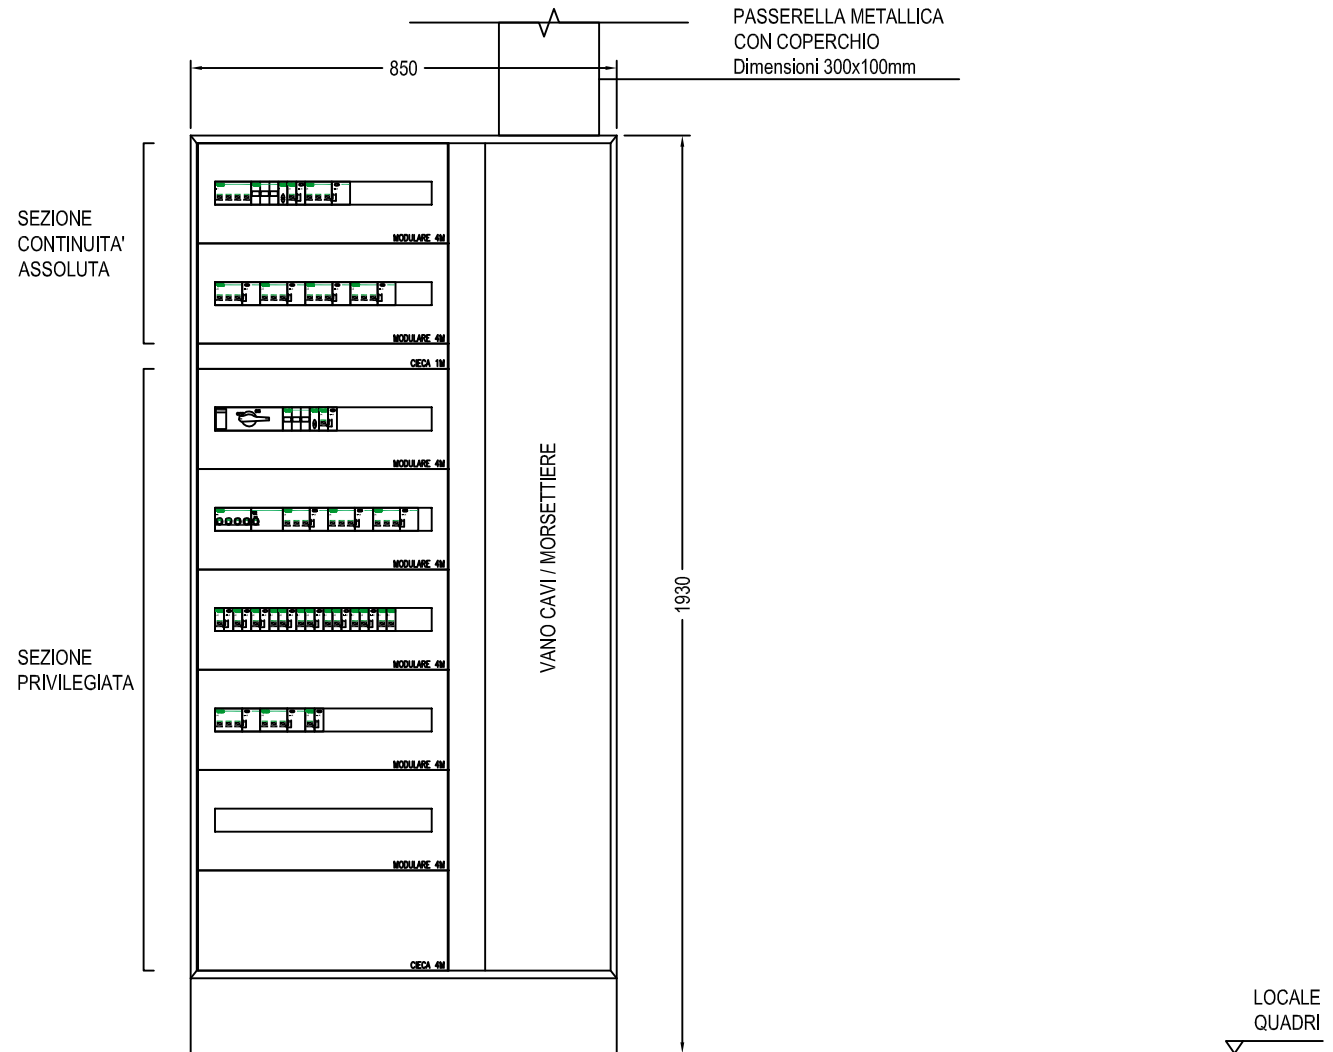 PASSERELLA METALLICA
CON COPERCHIO
Dimensioni 300x100mm
850
SEZIONE
CONTINUITA'
ASSOLUTA
MODULARE 4M
MODULARE 4M
CIECA 1M
MODULARE 4M
MODULARE 4M
VANO CAVI / MORSETTIERE
1930
SEZIONE
PRIVILEGIATA
MODULARE 4M
MODULARE 4M
MODULARE 4M
CIECA 4M
LOCALE
QUADRI